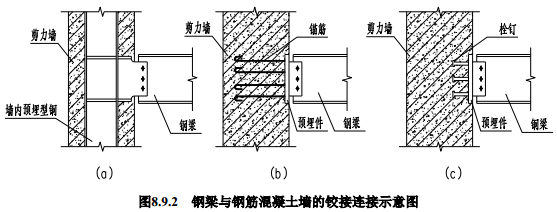 剪力墙
墙内预埋型钢
钢梁
(a)
剪力墙
锚筋
预埋件
钢梁
(b)
剪力墙
栓钉
预埋件
钢梁
(c)
图8.9.2 钢梁与钢筋混凝土墙的铰接连接示意图